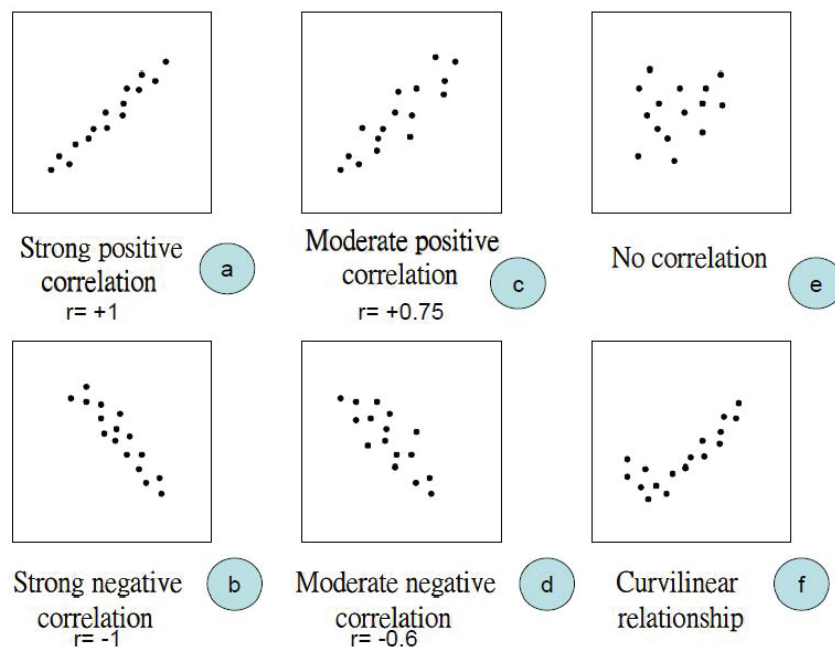 Strong positive
correlation
r= +1
a
Moderate positive
correlation
r= +0.75
c
No correlation
e
Strong negative
correlation
r= -1
b
Moderate negative
correlation
r= -0.6
d
Curvilinear
relationship
f